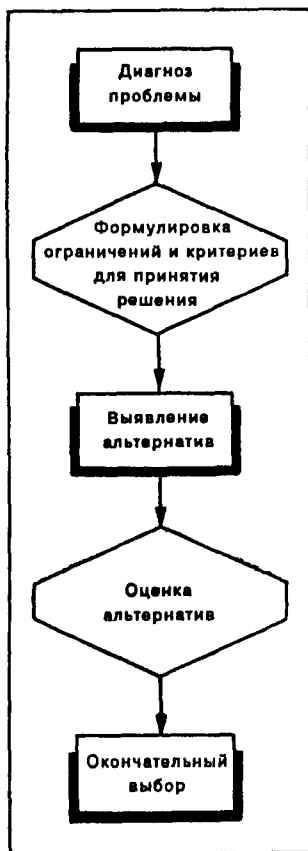 Диагноз
проблемы
Формулировка
ограничений и критериев
для принятия
решения
Выявление
альтернатив
Оценка
альтернатив
Окончательный
выбор